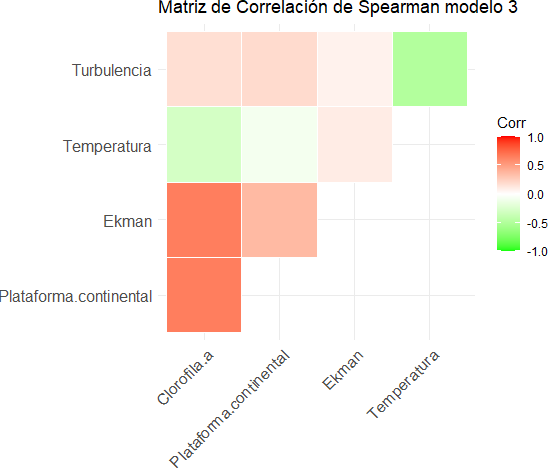 Matriz de Correlación de Spearman modelo 3
Turbulencia
Temperatura
Ekman
Plataforma.continental
Clorofila.a
Plataforma.continental
Ekman
Temperatura
Corr
1.0
0.5
0.0
-0.5
-1.0